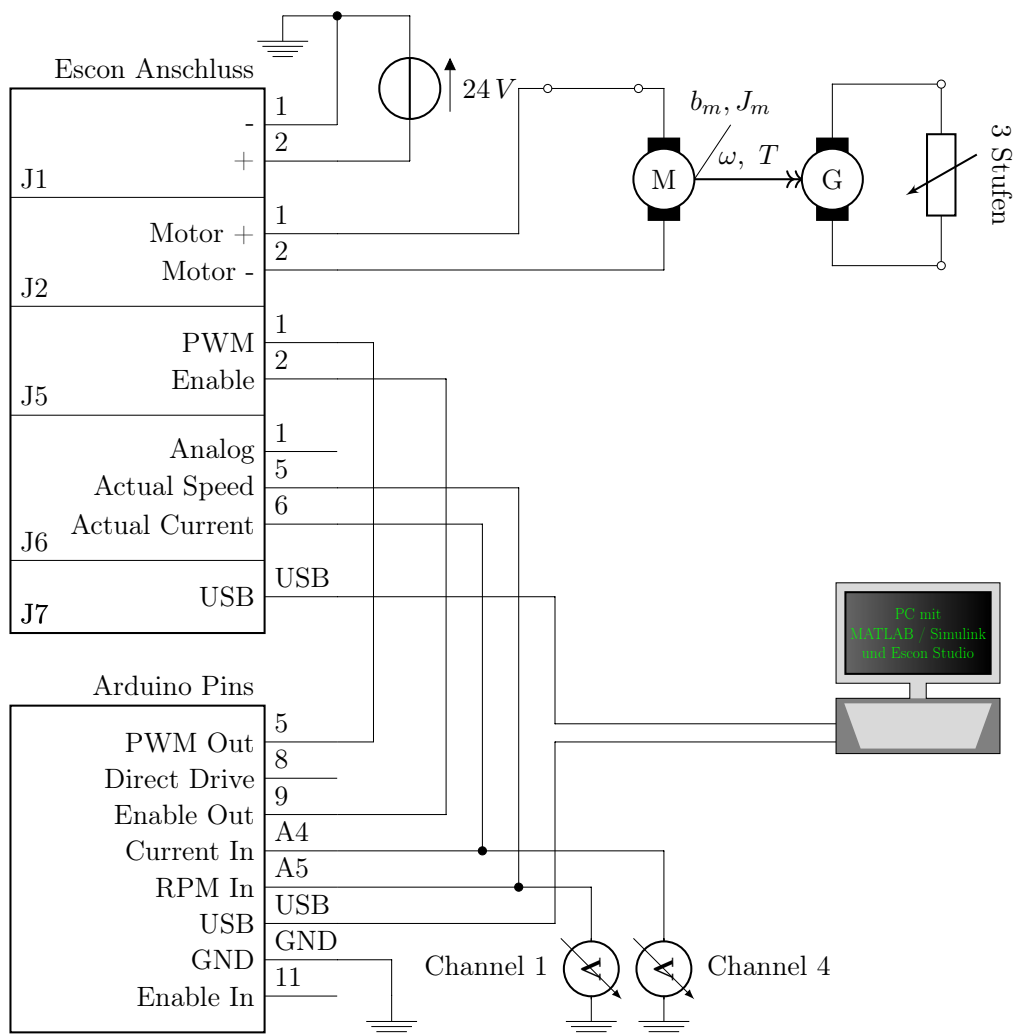 Escon Anschluss
24 V
- 1
+ 2
J1
Motor + 1
Motor - 2
J2
PWM 1
Enable 2
J5
Analog 1
Actual Speed 5
Actual Current 6
J6
USB USB
J7
b_m, J_m
ω, T
M
G
3 Stufen
PC mit
MATLAB / Simulink
und Escon Studio
Arduino Pins
PWM Out 5
Direct Drive 8
Enable Out 9
Current In A4
RPM In A5
USB USB
GND GND
Enable In 11
Channel 1
A
A
Channel 4